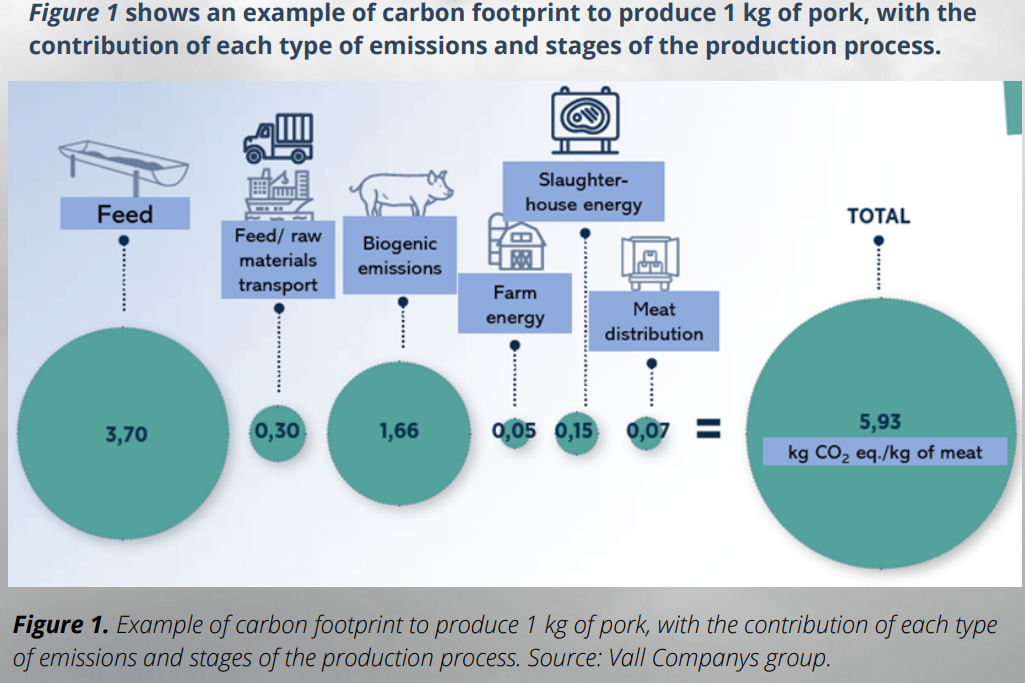 Figure 1 shows an example of carbon footprint to produce 1 kg of pork, with the
contribution of each type of emissions and stages of the production process.
Feed
Feed/ raw
materials
transport
Biogenic
emissions
Farm
energy
Slaughter-
house energy
Meat
distribution
TOTAL
3,70
0,30
1,66
0,05
0,15
0,07
=
5,93
kg CO₂ eq./kg of meat
Figure 1. Example of carbon footprint to produce 1 kg of pork, with the contribution of each type
of emissions and stages of the production process. Source: Vall Companys group.